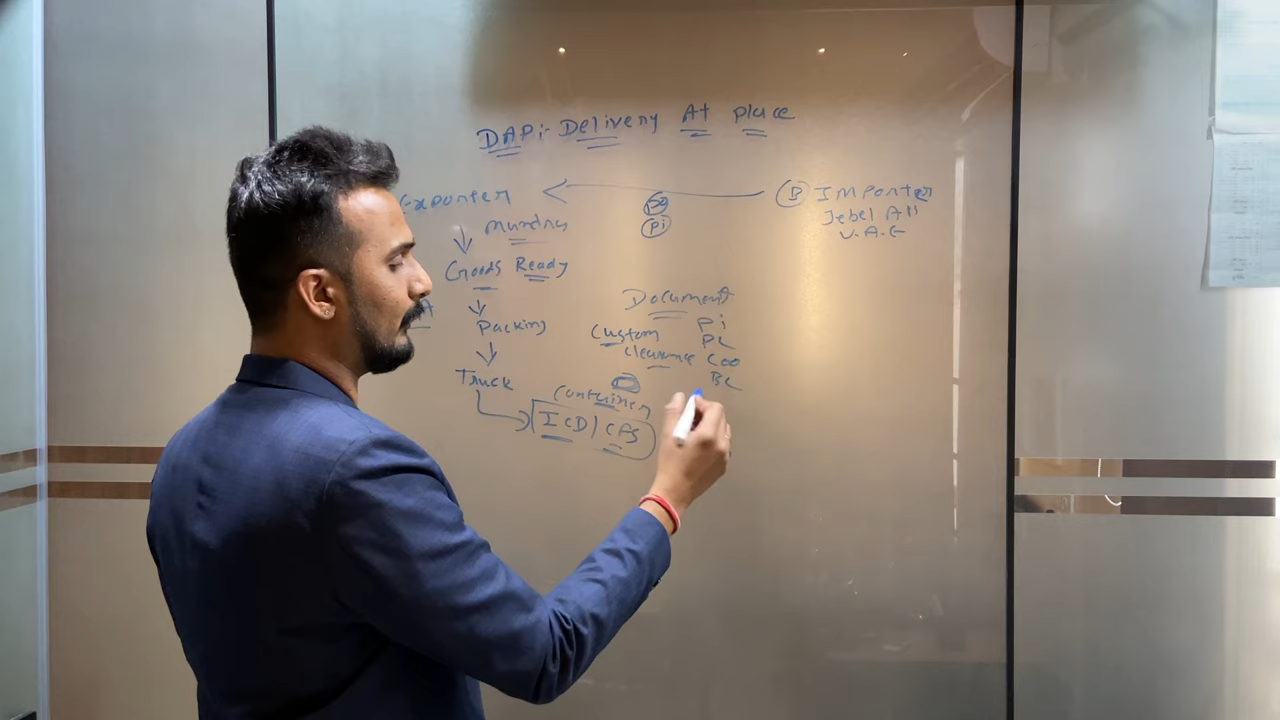 DAP:- Delivery At place
Exporter
(B) Importer
Jebel Ali
U.A.E
Po
Pi
Mundra
Goods Ready
Packing
Truck
Document
Custom
clearance
Pi
PL
COO
BL
Container
ICD / CFS